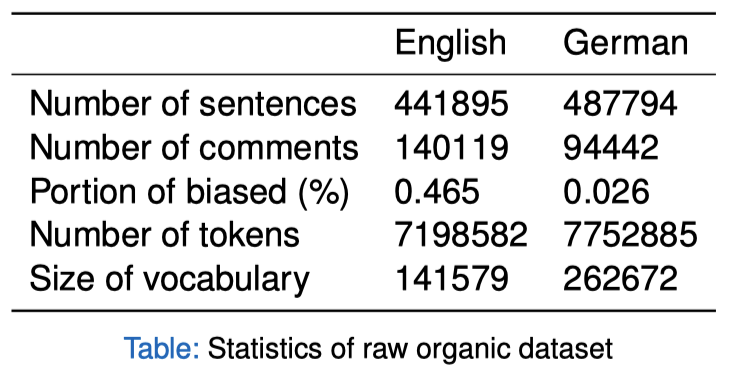 English German
Number of sentences 441895 487794
Number of comments 140119 94442
Portion of biased (%) 0.465 0.026
Number of tokens 7198582 7752885
Size of vocabulary 141579 262672
Table: Statistics of raw organic dataset